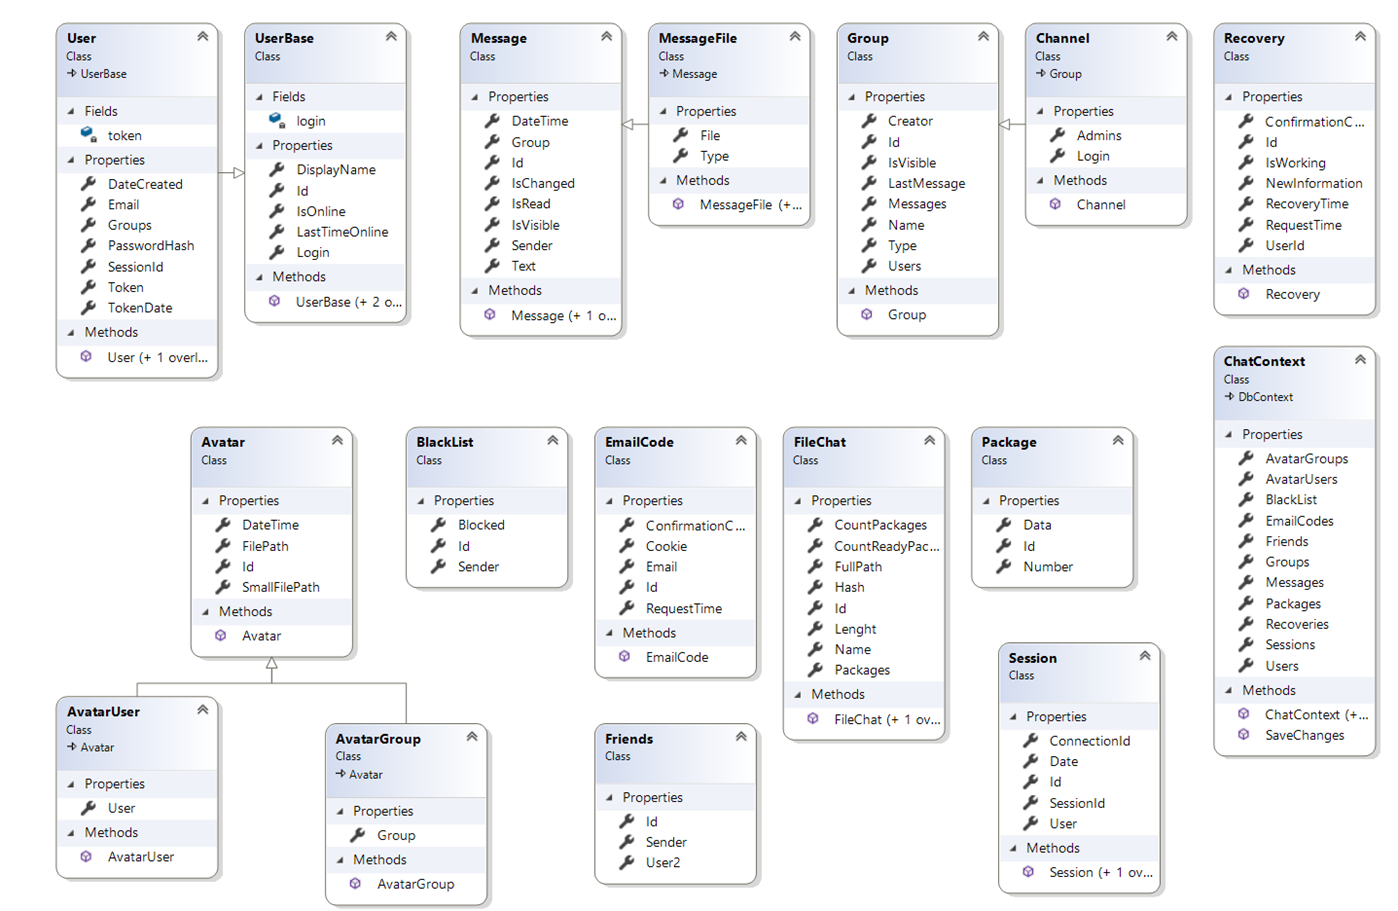 User
Class
UserBase
Fields
token
Properties
DateCreated
Email
Groups
PasswordHash
SessionId
Token
TokenDate
Methods
User (+ 1 overl...
UserBase
Class
Fields
login
Properties
DisplayName
Id
IsOnline
LastTimeOnline
Login
Methods
UserBase (+ 2 o...
Message
Class
Properties
DateTime
Group
Id
IsChanged
IsRead
IsVisible
Sender
Text
Methods
Message (+ 1 o...
MessageFile
Class
Message
Properties
File
Type
Methods
MessageFile (+...
Group
Class
Properties
Creator
Id
IsVisible
LastMessage
Messages
Name
Type
Users
Methods
Group
Channel
Class
Group
Properties
Admins
Login
Methods
Channel
Recovery
Class
Properties
ConfirmationC...
Id
IsWorking
NewInformation
RecoveryTime
RequestTime
UserId
Methods
Recovery
Avatar
Class
Properties
DateTime
FilePath
Id
SmallFilePath
Methods
Avatar
BlackList
Class
Properties
Blocked
Id
Sender
EmailCode
Class
Properties
ConfirmationC...
Cookie
Email
Id
RequestTime
Methods
EmailCode
FileChat
Class
Properties
CountPackages
CountReadyPac...
FullPath
Hash
Id
Lenght
Name
Packages
Methods
FileChat (+ 1 ov...
Package
Class
Properties
Data
Id
Number
ChatContext
Class
DbContext
Properties
AvatarGroups
AvatarUsers
BlackList
EmailCodes
Friends
Groups
Messages
Packages
Recoveries
Sessions
Users
Methods
ChatContext (+...
SaveChanges
AvatarUser
Class
Avatar
Properties
User
Methods
AvatarUser
AvatarGroup
Class
Avatar
Properties
Group
Methods
AvatarGroup
Friends
Class
Properties
Id
Sender
User2
Session
Class
Properties
ConnectionId
Date
Id
SessionId
User
Methods
Session (+ 1 ov...